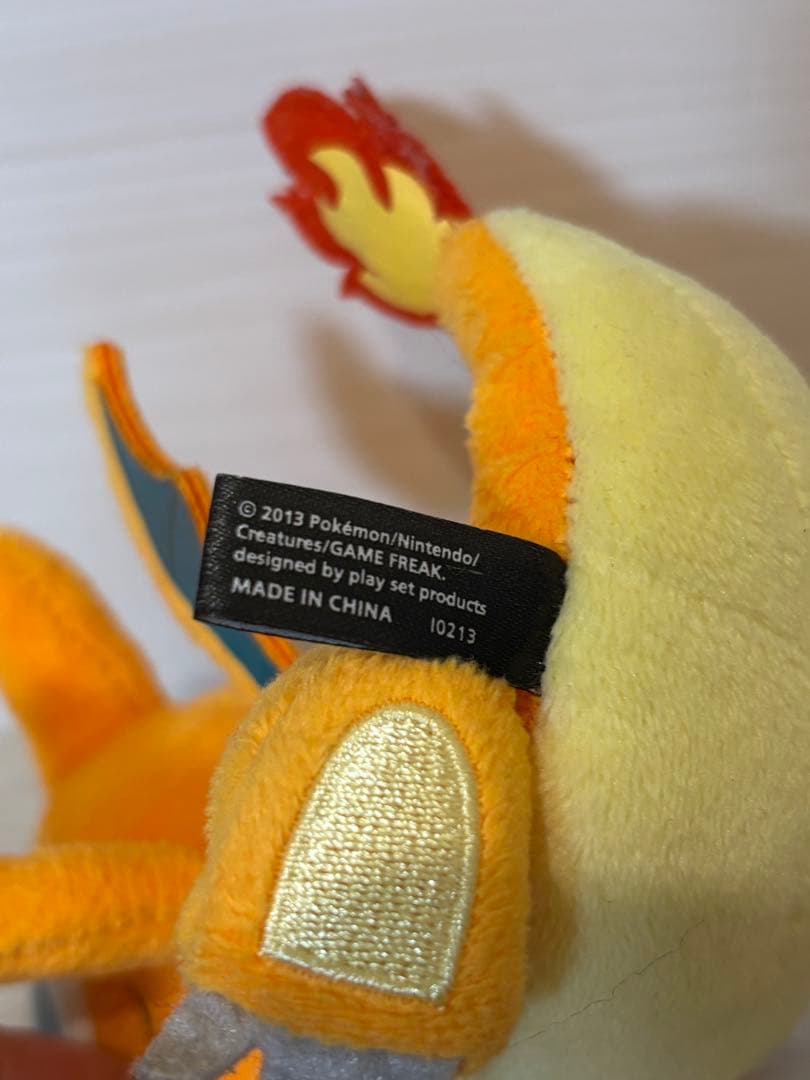 © 2013 Pokémon/Nintendo/
Creatures/GAME FREAK.
designed by play set products
MADE IN CHINA I0213